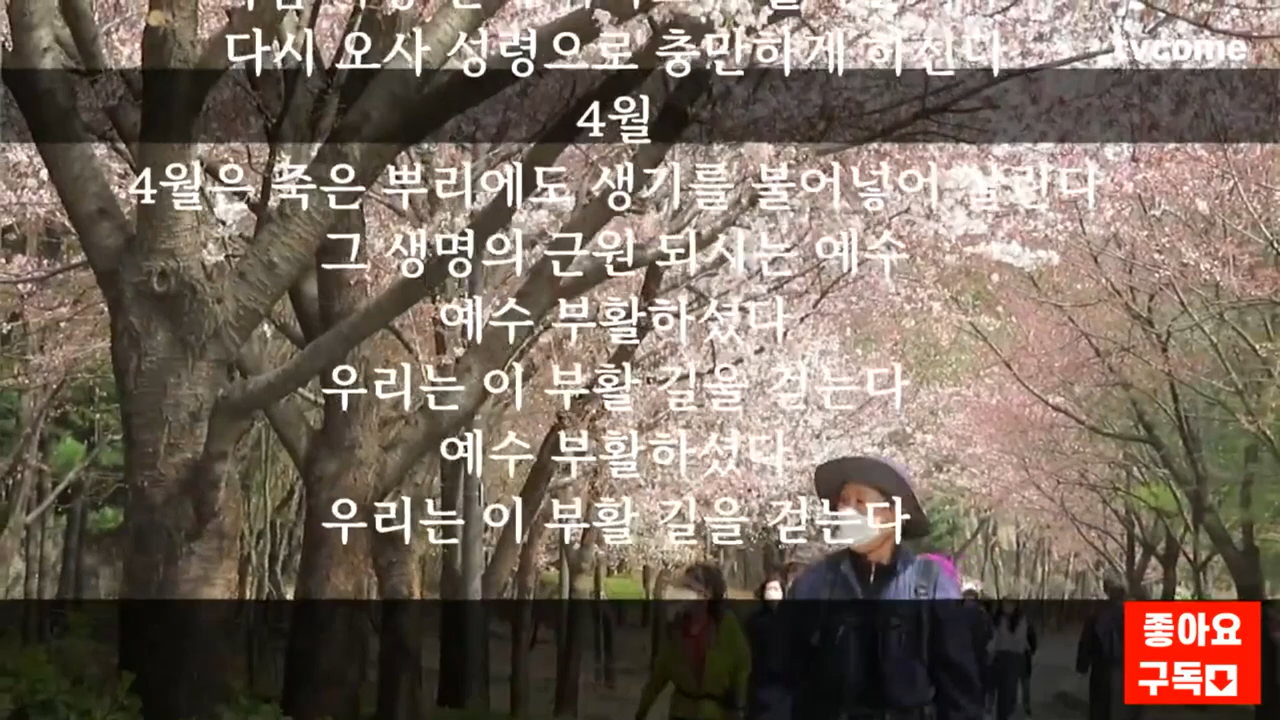 다시 오사 성령으로 충만하게 하신다
tvcome
4월
4월은 죽은 뿌리에도 생기를 불어넣어 살린다
그 생명의 근원 되시는 예수
예수 부활하셨다
우리는 이 부활 길을 걷는다
예수 부활하셨다
우리는 이 부활 길을 걷는다
좋아요
구독